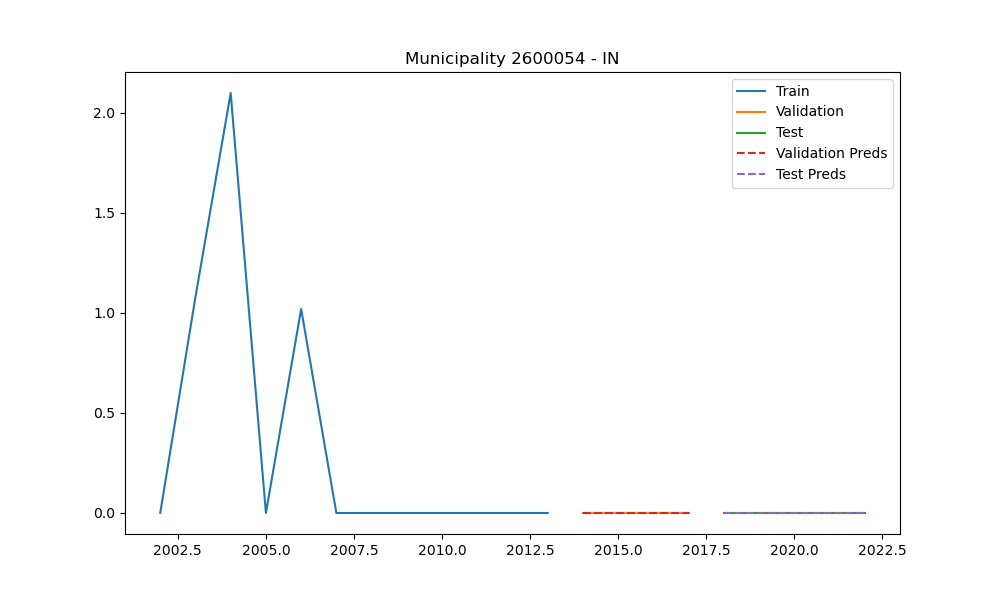 Municipality 2600054 - IN
Train
Validation
Test
Validation Preds
Test Preds
2.0
1.5
1.0
0.5
0.0
2002.5 2005.0 2007.5 2010.0 2012.5 2015.0 2017.5 2020.0 2022.5